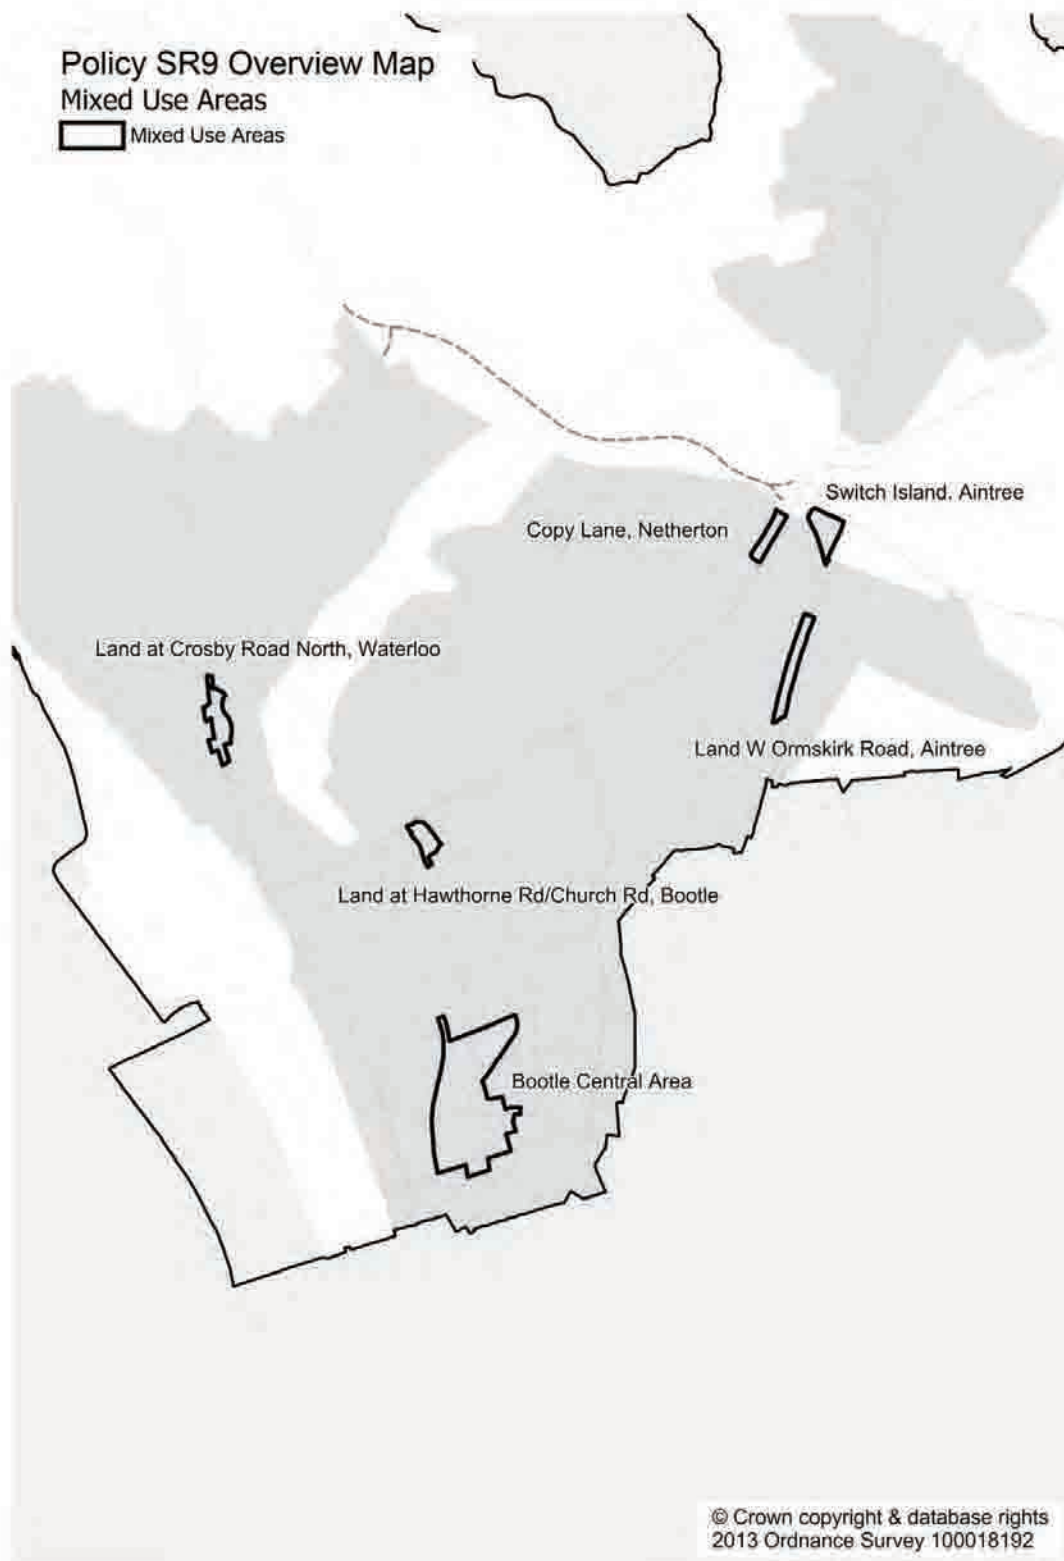 Policy SR9 Overview Map
Mixed Use Areas
Mixed Use Areas
Switch Island. Aintree
Copy Lane, Netherton
Land at Crosby Road North, Waterloo
Land W Ormskirk Road, Aintree
Land at Hawthorne Rd/Church Rd, Bootle
Bootle Central Area
© Crown copyright & database rights
2013 Ordnance Survey 100018192